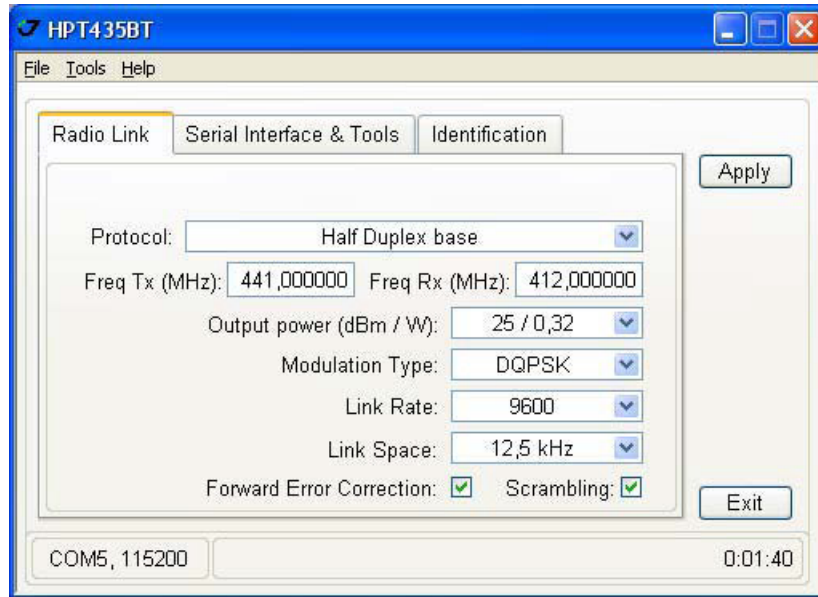 HPT435BT
File Tools Help
Radio Link Serial Interface & Tools Identification
Apply
Protocol: Half Duplex base
Freq Tx (MHz): 441,000000 Freq Rx (MHz): 412,000000
Output power (dBm / W): 25 / 0,32
Modulation Type: DQPSK
Link Rate: 9600
Link Space: 12,5 kHz
Forward Error Correction: Scrambling:
Exit
COM5, 115200 0:01:40